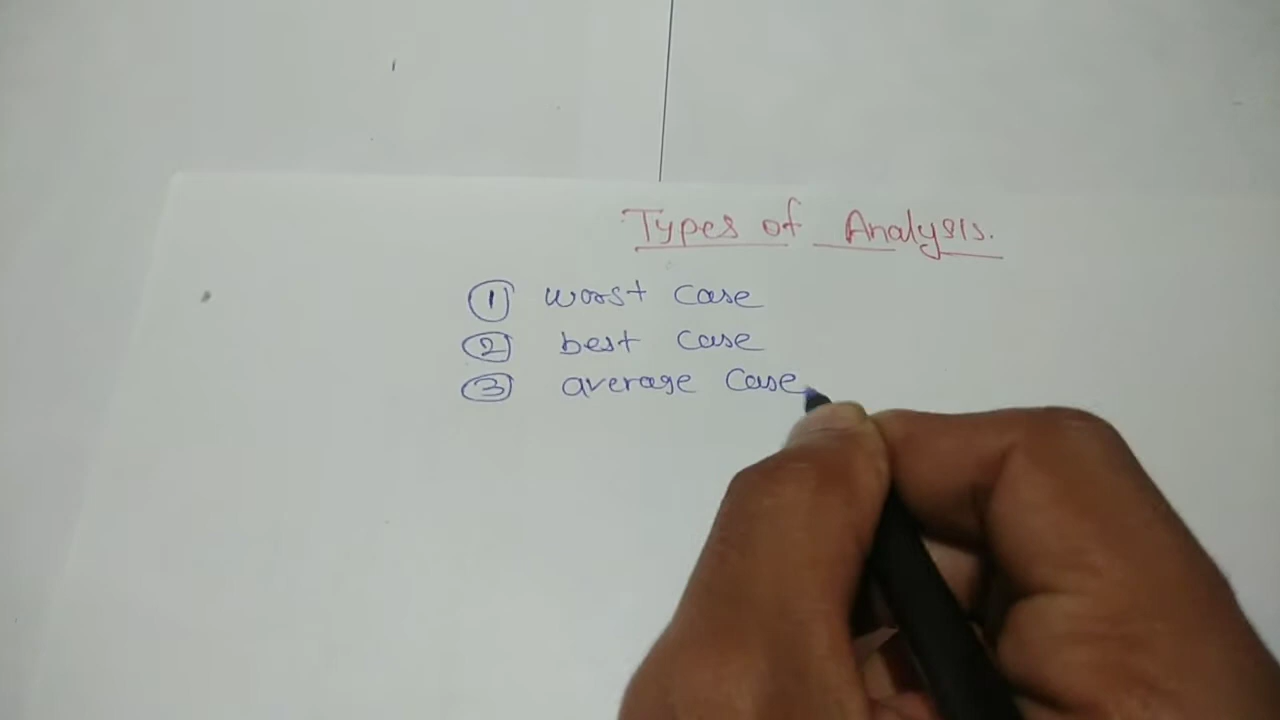 Types of Analysis.
① worst case
② best case
③ average case